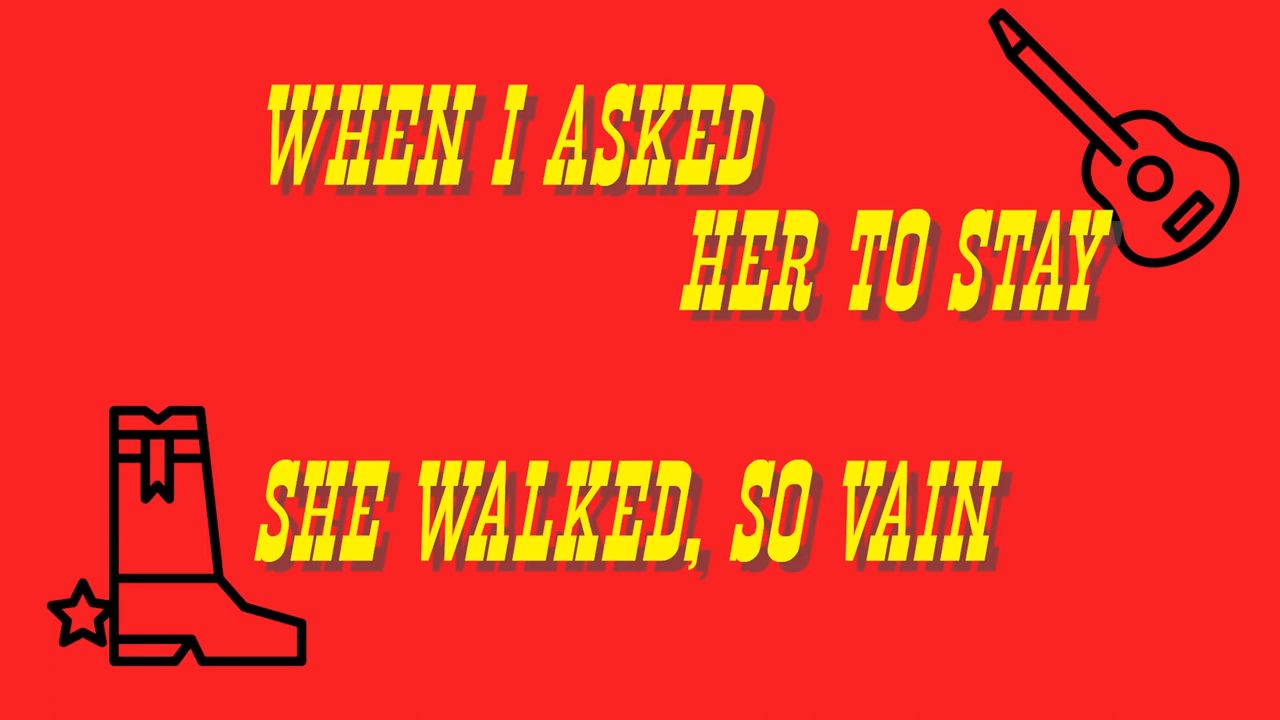 WHEN I ASKED
HER TO STAY
SHE WALKED, SO VAIN